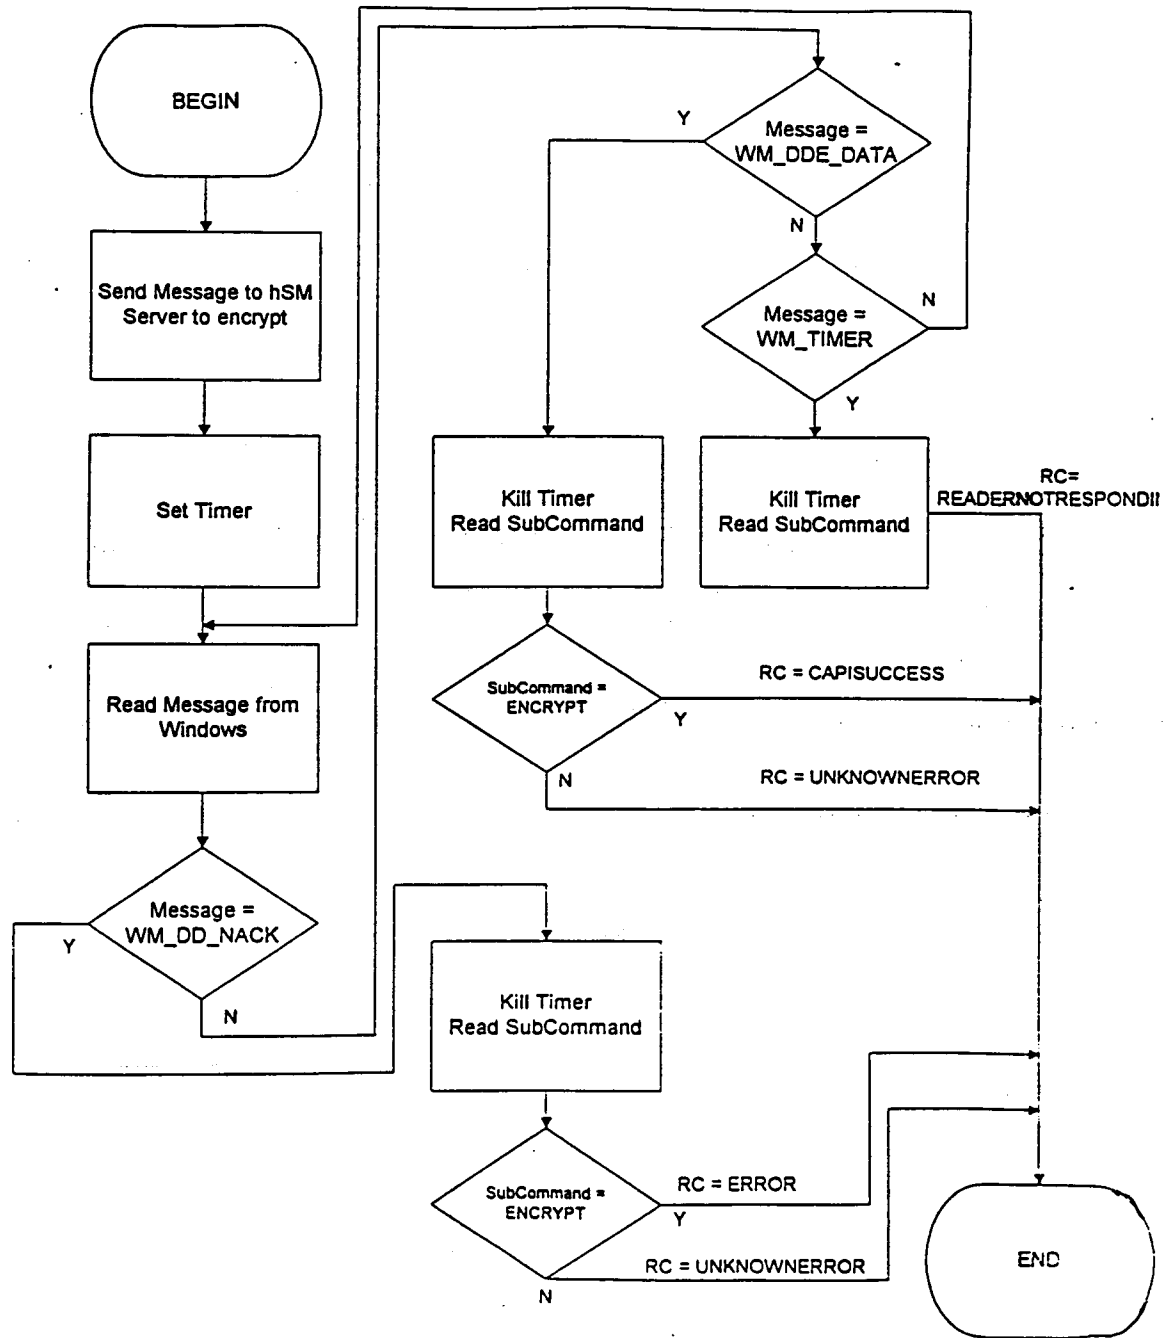 BEGIN
Send Message to hSM
Server to encrypt
Set Timer
Read Message from
Windows
Message =
WM_DD_NACK
Y
N
Message =
WM_DDE_DATA
Y
N
Message =
WM_TIMER
N
Y
Kill Timer
Read SubCommand
Kill Timer
Read SubCommand
RC=
READERNOTRESPONDII
SubCommand =
ENCRYPT
RC = CAPISUCCESS
Y
N
RC = UNKNOWNERROR
Kill Timer
Read SubCommand
SubCommand =
ENCRYPT
RC = ERROR
Y
RC = UNKNOWNERROR
N
END